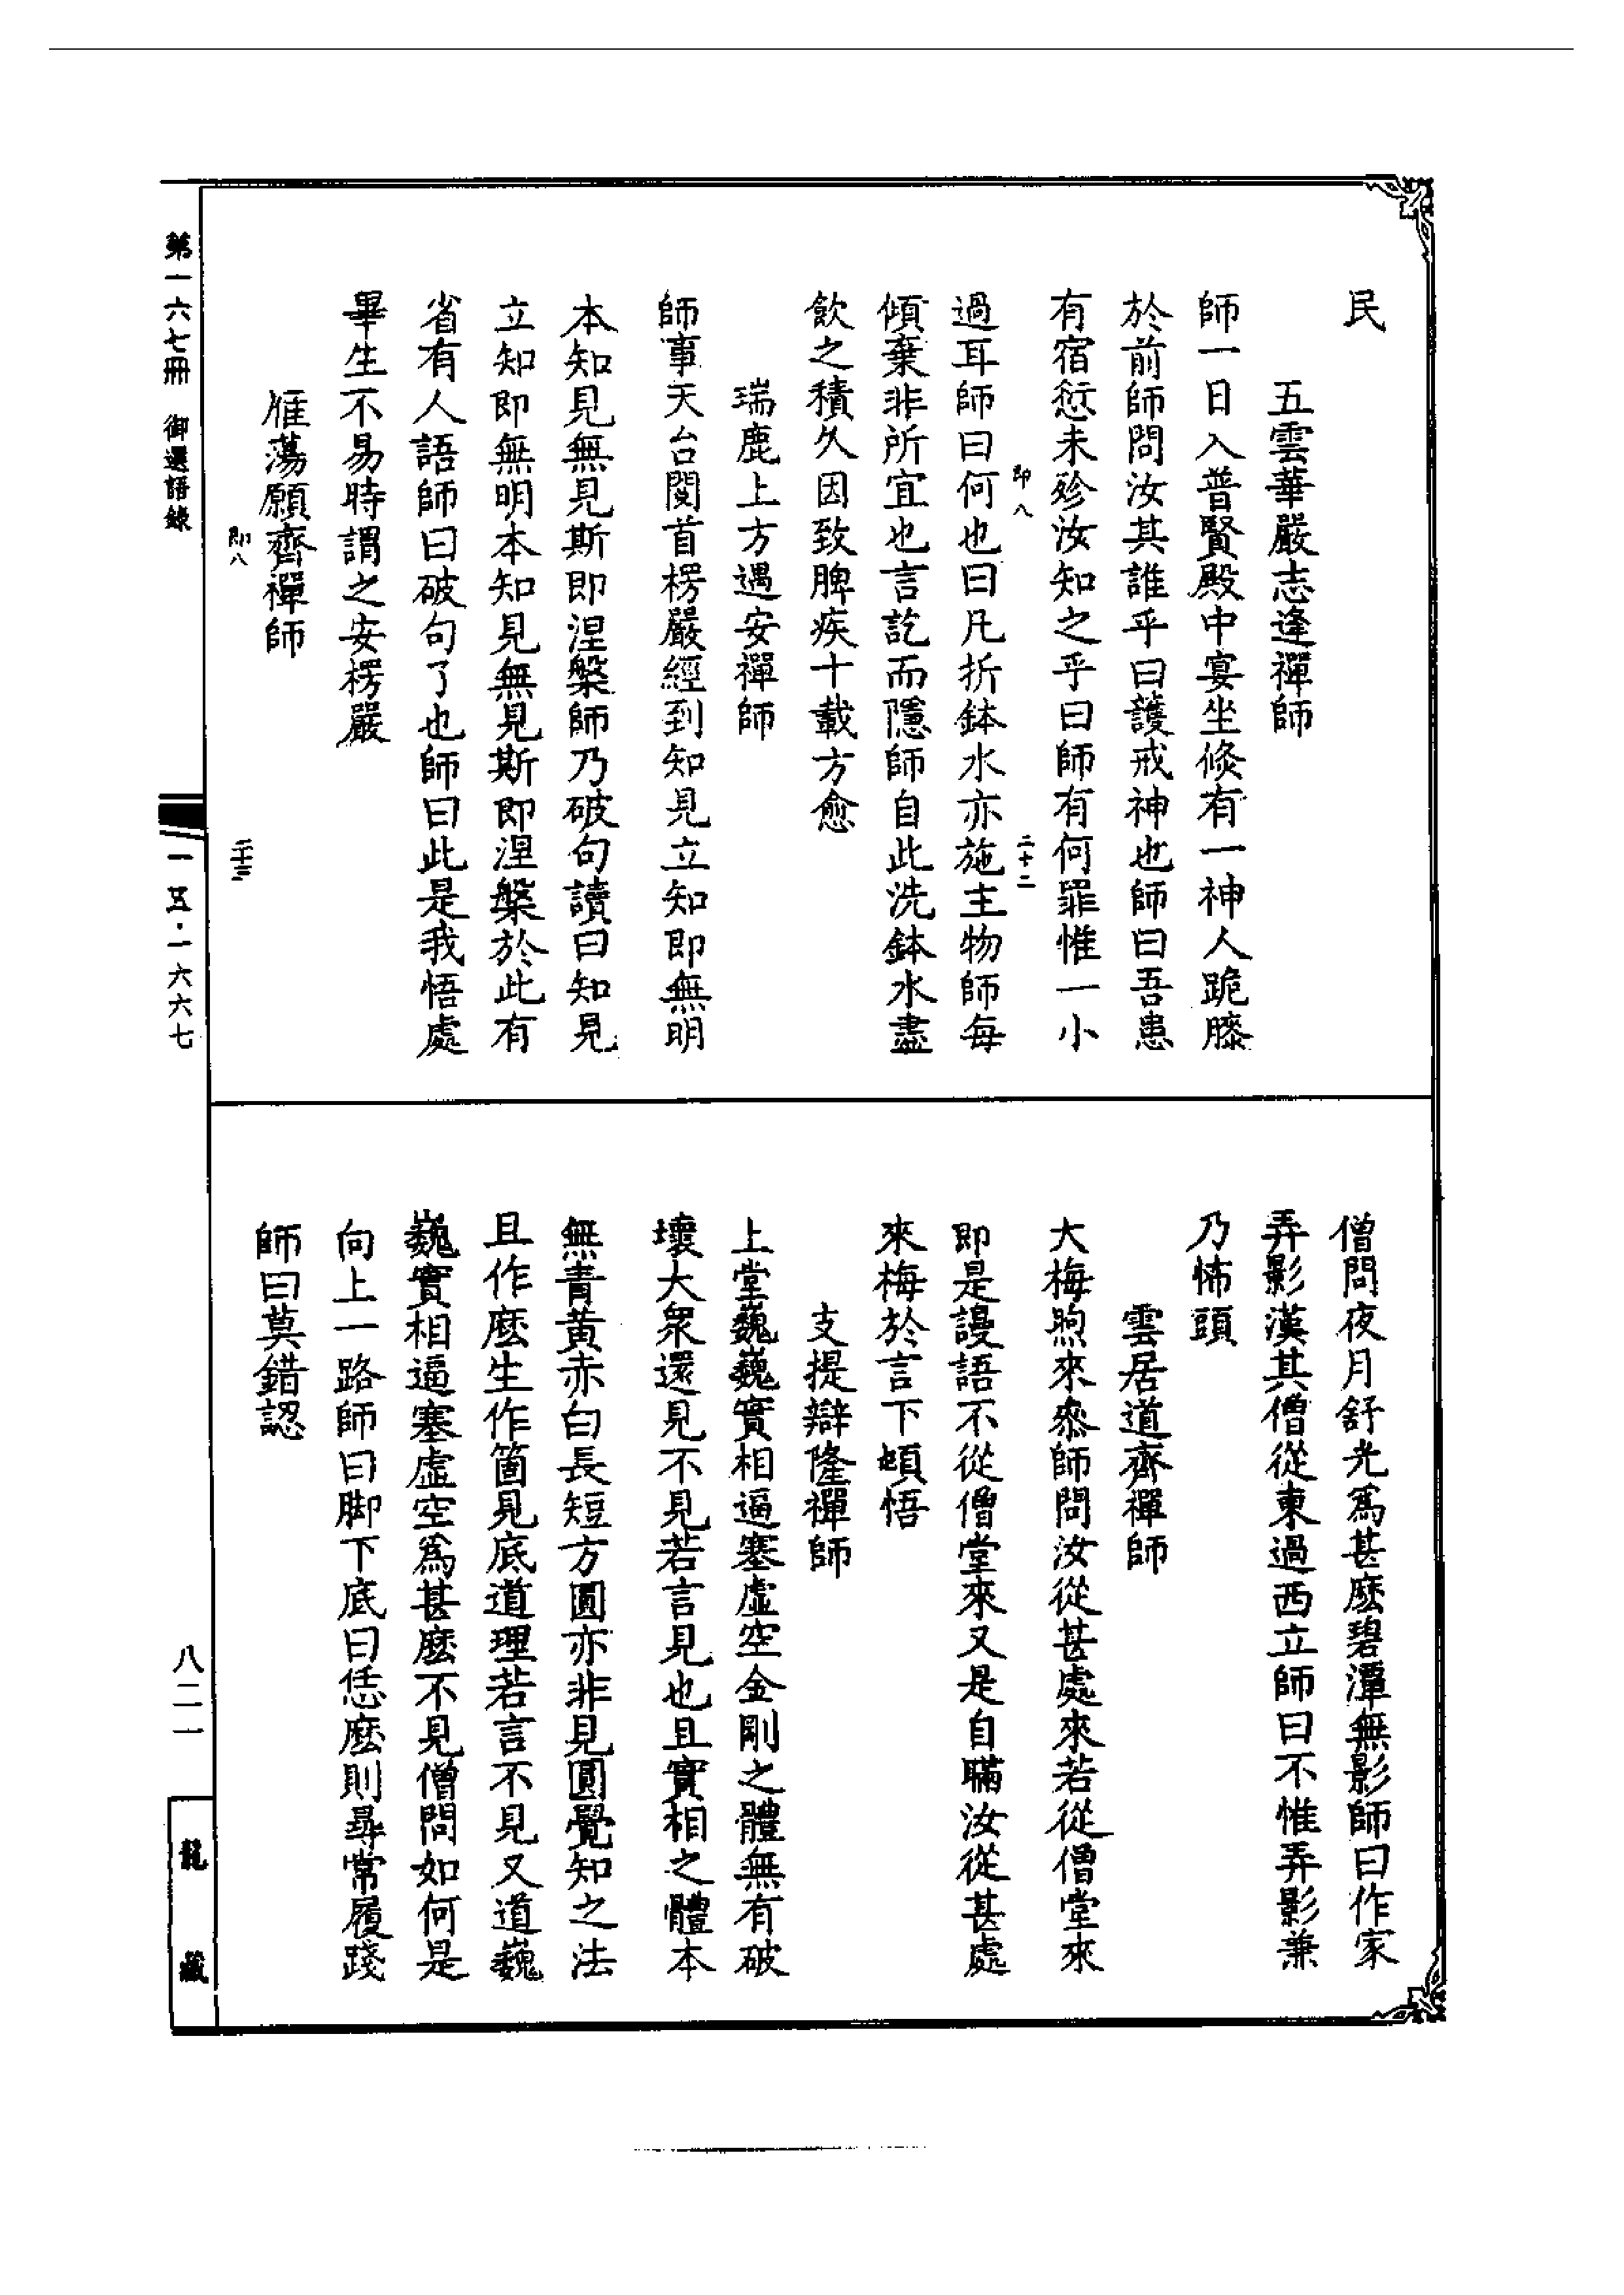 民
五雲華嚴志逢禪師
師一日入普賢殿中宴坐倐有一神人跪膝
於前師問汝其誰乎曰護戒神也師曰吾患
有宿愆未殄汝知之乎曰師有何罪惟一小
即八
二十二
過耳師曰何也曰凡折鉢水亦施主物師每
傾棄非所宜也言訖而隱師自此洗鉢水盡
飲之積久因致脾疾十載方愈
瑞鹿上方遇安禪師
師事天台閱首楞嚴經到知見立知即無明
本知見無見斯即涅槃師乃破句讀曰知見
立知即無明本知見無見斯即涅槃於此有
省有人語師曰破句了也師曰此是我悟處
畢生不易時謂之安楞嚴
雁蕩願齊禪師
即八
二十三
僧問夜月舒光爲甚麽碧潭無影師曰作家
弄影漢其僧從東過西立師曰不惟弄影兼
乃怖頭
雲居道齊禪師
大梅煦來叅師問汝從甚處來若從僧堂來
即是謾語不從僧堂來又是自瞞汝從甚處
來梅於言下頓悟
支提辯隆禪師
上堂巍巍實相逼塞虛空金剛之體無有破
壞大衆還見不見若言見也且實相之體本
無青黃赤白長短方圓亦非見圓覺知之法
且作麽生作箇見底道理若言不見又道巍
巍實相逼塞虛空爲甚麽不見僧問如何是
向上一路師曰脚下底曰恁麽則尋常履踐
師曰莫錯認
第一六七冊 御選語錄
一五·一六六七
八二一
龍藏